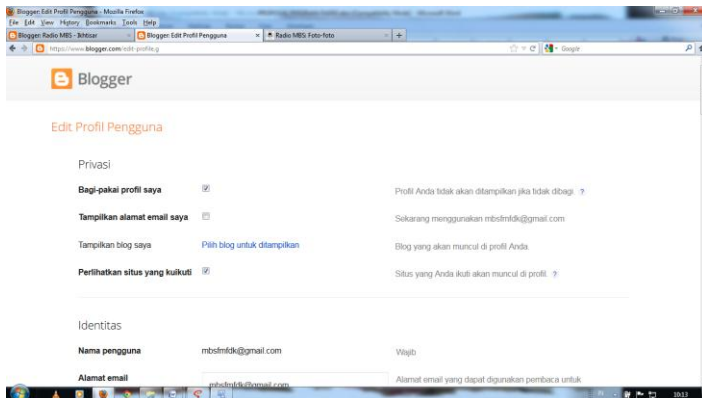 Blogger: Edit Profil Pengguna - Mozilla Firefox
File Edit View History Bookmarks Tools Help
Blogger: Radio MBS - Ikhtisar
Blogger: Edit Profil Pengguna
Radio MBS: Foto-foto
https://www.blogger.com/edit-profile.g
Google
Blogger
Edit Profil Pengguna
Privasi
Bagi-pakai profil saya
Profil Anda tidak akan ditampilkan jika tidak dibagi. ?
Tampilkan alamat email saya
Sekarang menggunakan mbsfmfdk@gmail.com
Tampilkan blog saya
Pilih blog untuk ditampilkan
Blog yang akan muncul di profil Anda.
Perlihatkan situs yang kuikuti
Situs yang Anda ikuti akan muncul di profil. ?
Identitas
Nama pengguna
mbsfmfdk@gmail.com
Wajib
Alamat email
mbsfmfdk@gmail.com
Alamat email yang dapat digunakan pembaca untuk
10:13